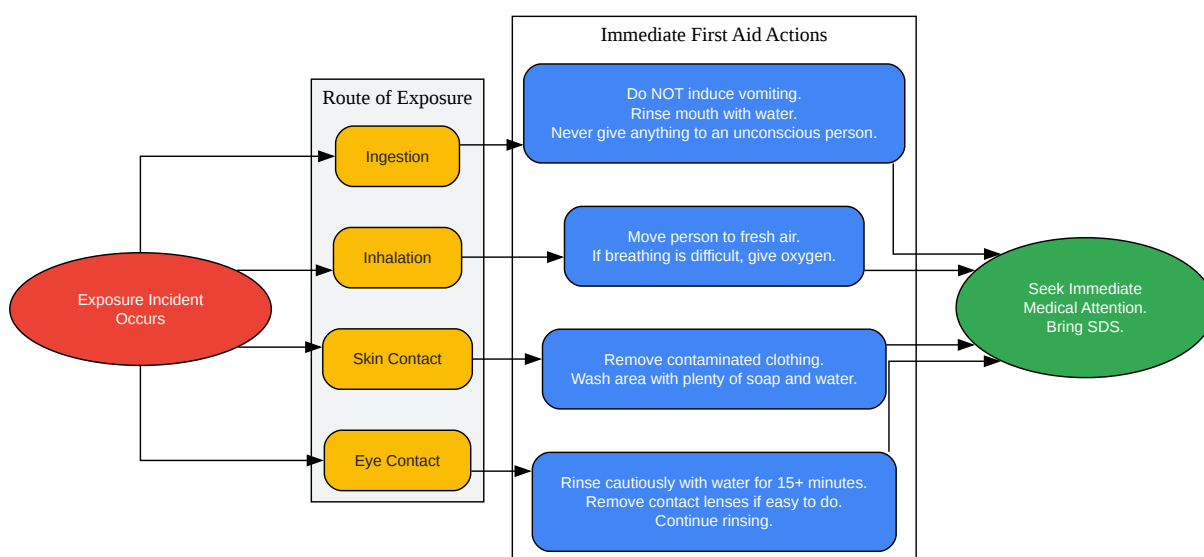 Immediate First Aid Actions
Route of Exposure
Do NOT induce vomiting.
Rinse mouth with water.
Never give anything to an unconscious person.
Ingestion
Move person to fresh air.
If breathing is difficult, give oxygen.
Inhalation
Exposure Incident
Occurs
Seek Immediate
Medical Attention.
Bring SDS.
Skin Contact
Remove contaminated clothing.
Wash area with plenty of soap and water.
Eye Contact
Rinse cautiously with water for 15+ minutes.
Remove contact lenses if easy to do.
Continue rinsing.